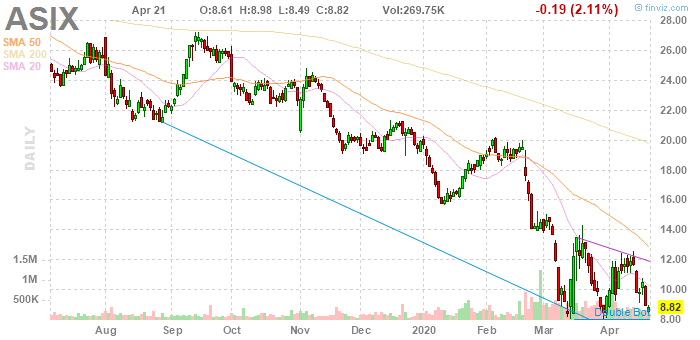 ASIX
Apr 21 O:8.61 H:8.98 L:8.49 C:8.82 Vol:269.75K
-0.19 (2.11%)
© finviz.com
SMA 50
SMA 200
SMA 20
DAILY
28.00
26.00
24.00
22.00
20.00
18.00
16.00
14.00
12.00
10.00
8.82
8.00
1.5M
1M
500K
Double Bot
Aug Sep Oct Nov Dec 2020 Feb Mar Apr